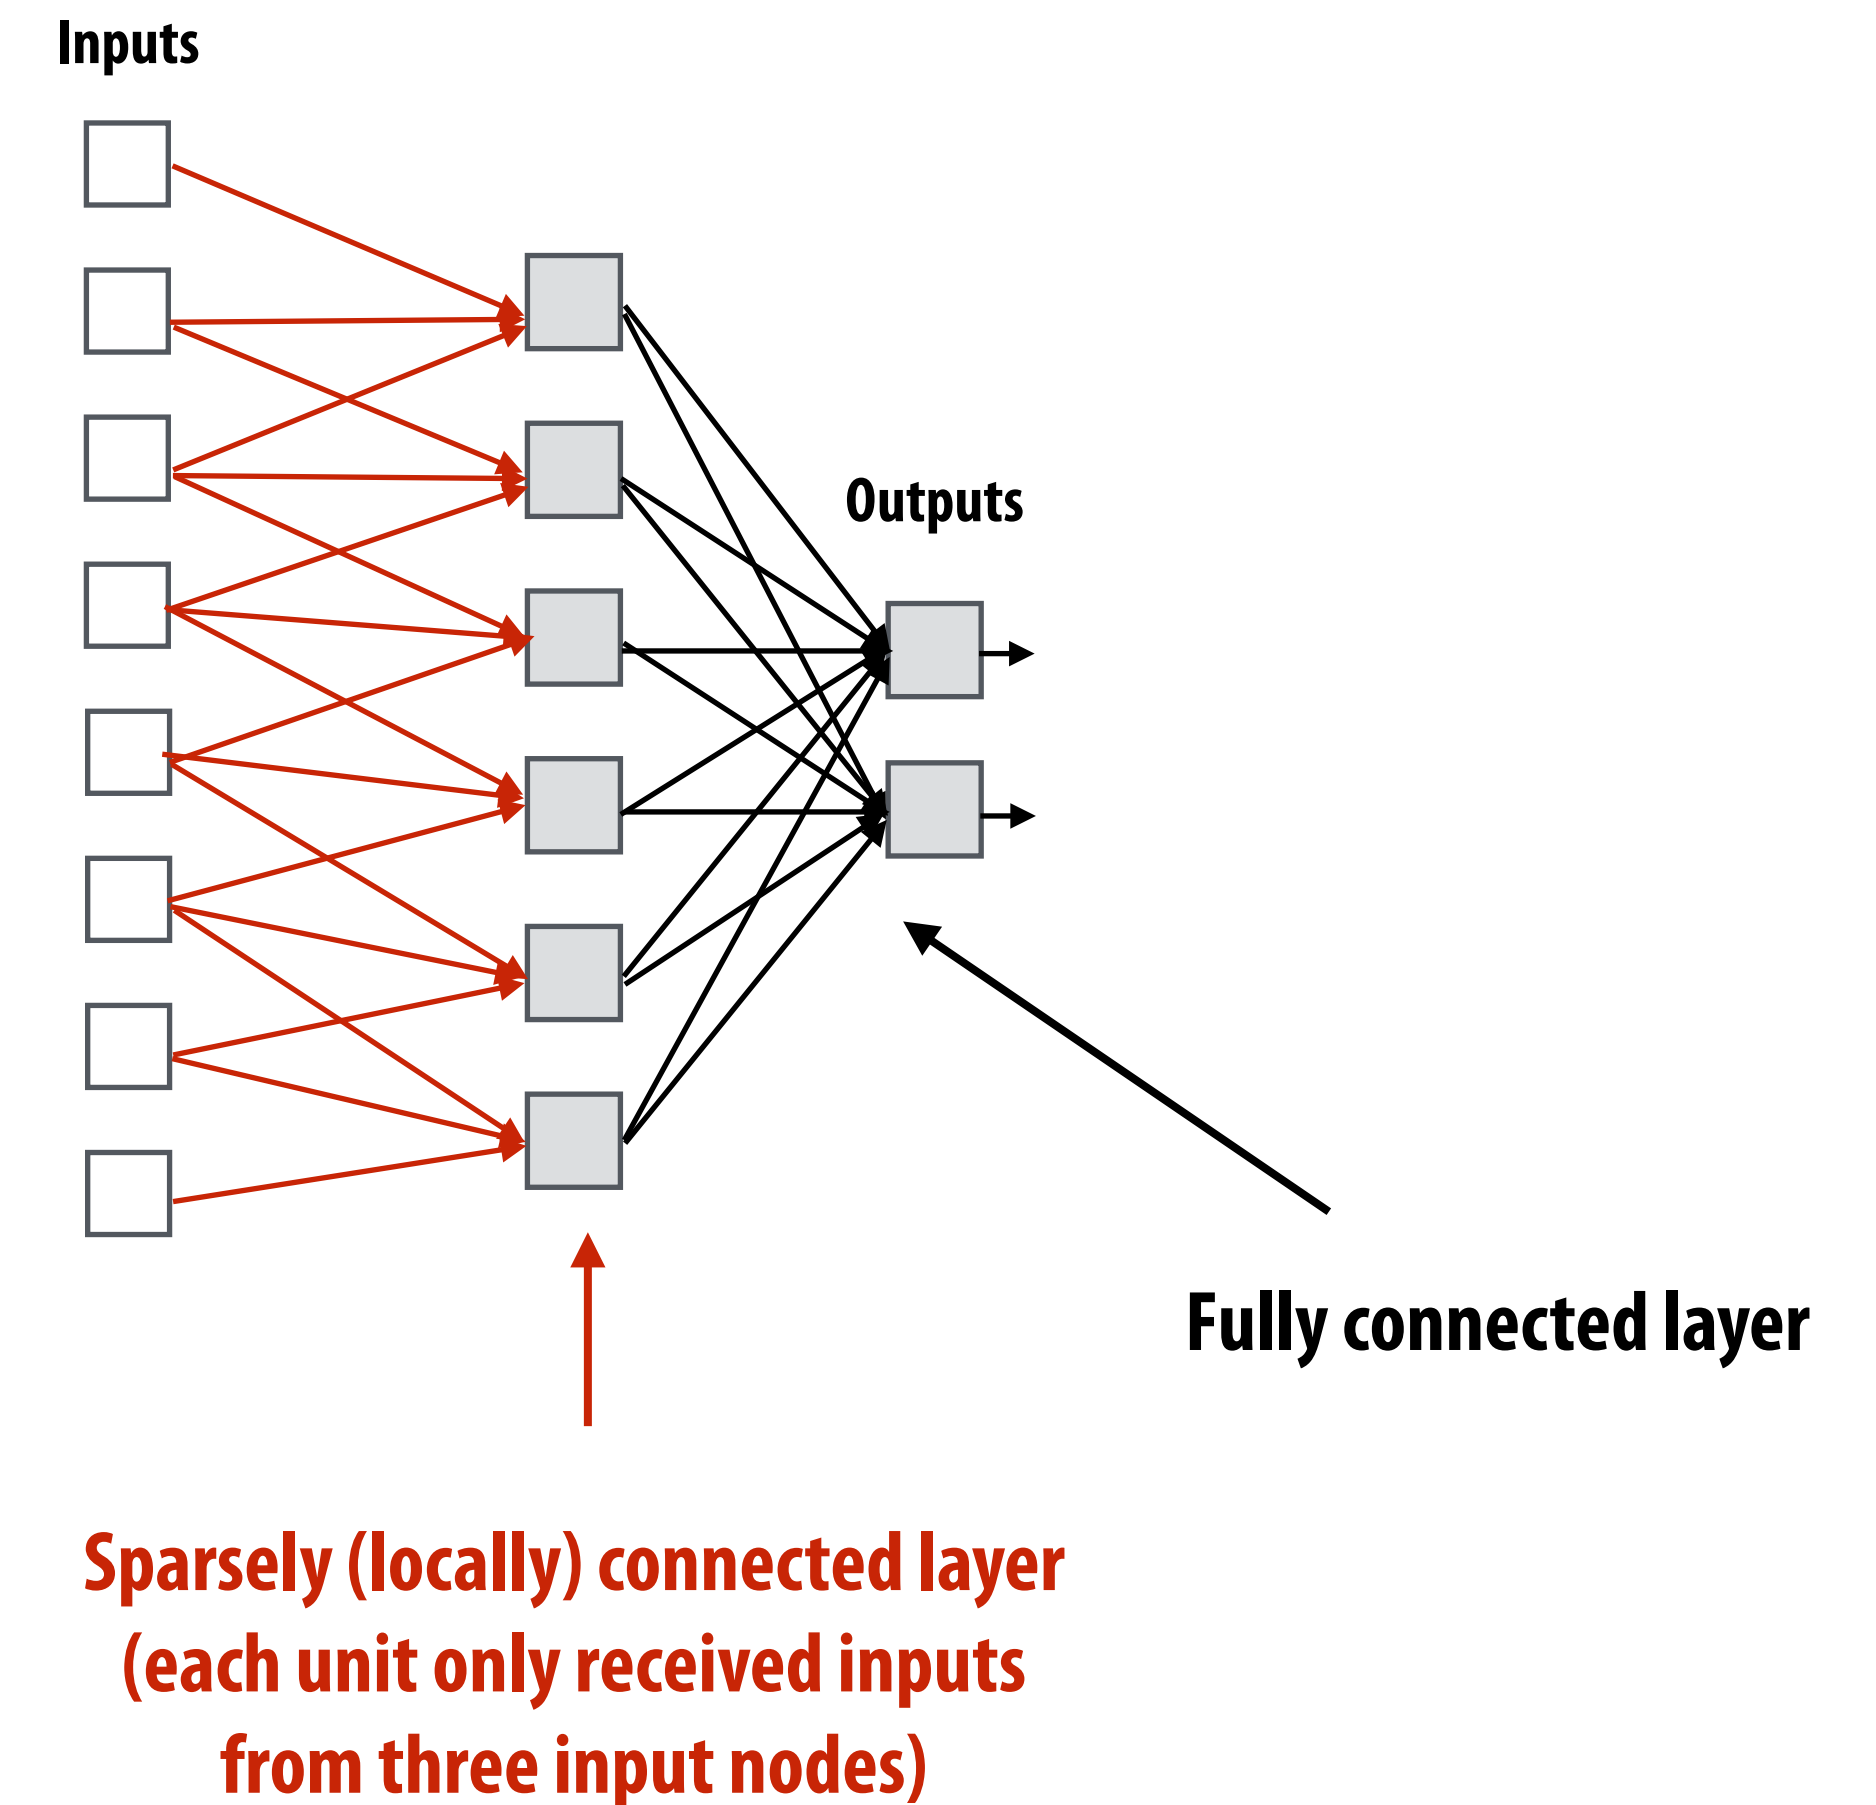 Inputs
Outputs
Fully connected layer
Sparsely (locally) connected layer
(each unit only received inputs
from three input nodes)